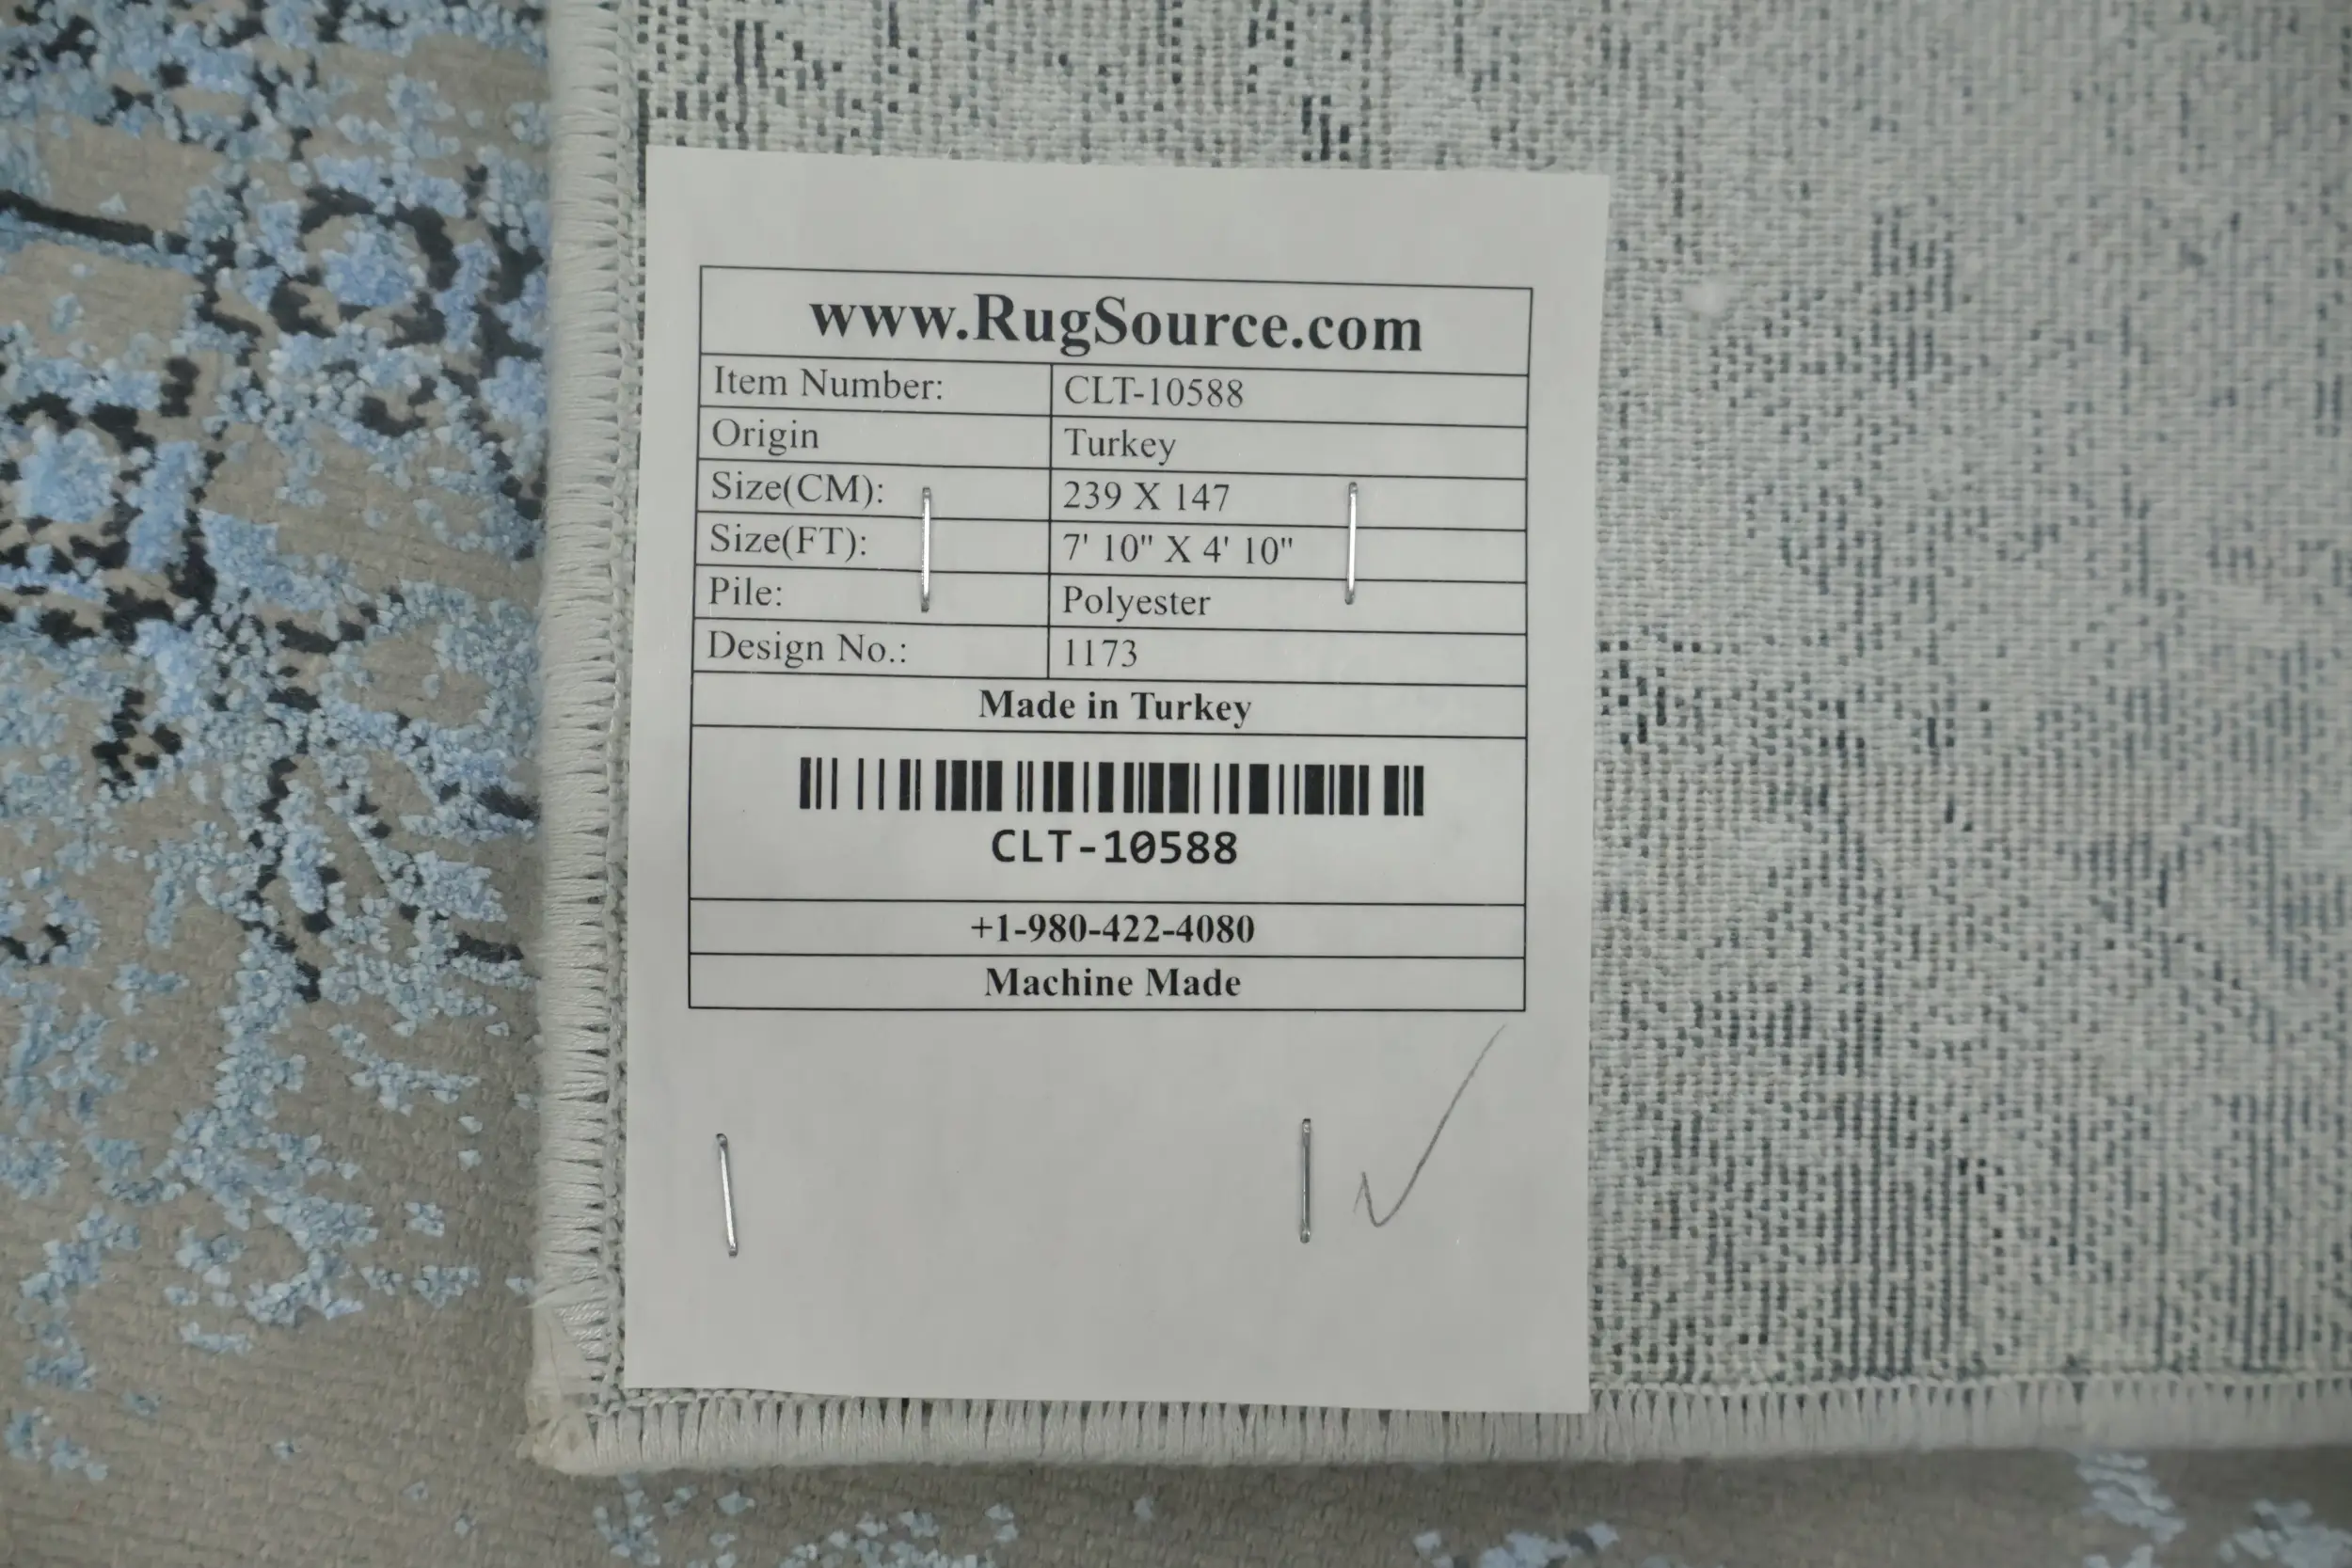 www.RugSource.com
Item Number: CLT-10588
Origin Turkey
Size(CM): 239 X 147
Size(FT): 7' 10" X 4' 10"
Pile: Polyester
Design No.: 1173
Made in Turkey
CLT-10588
+1-980-422-4080
Machine Made